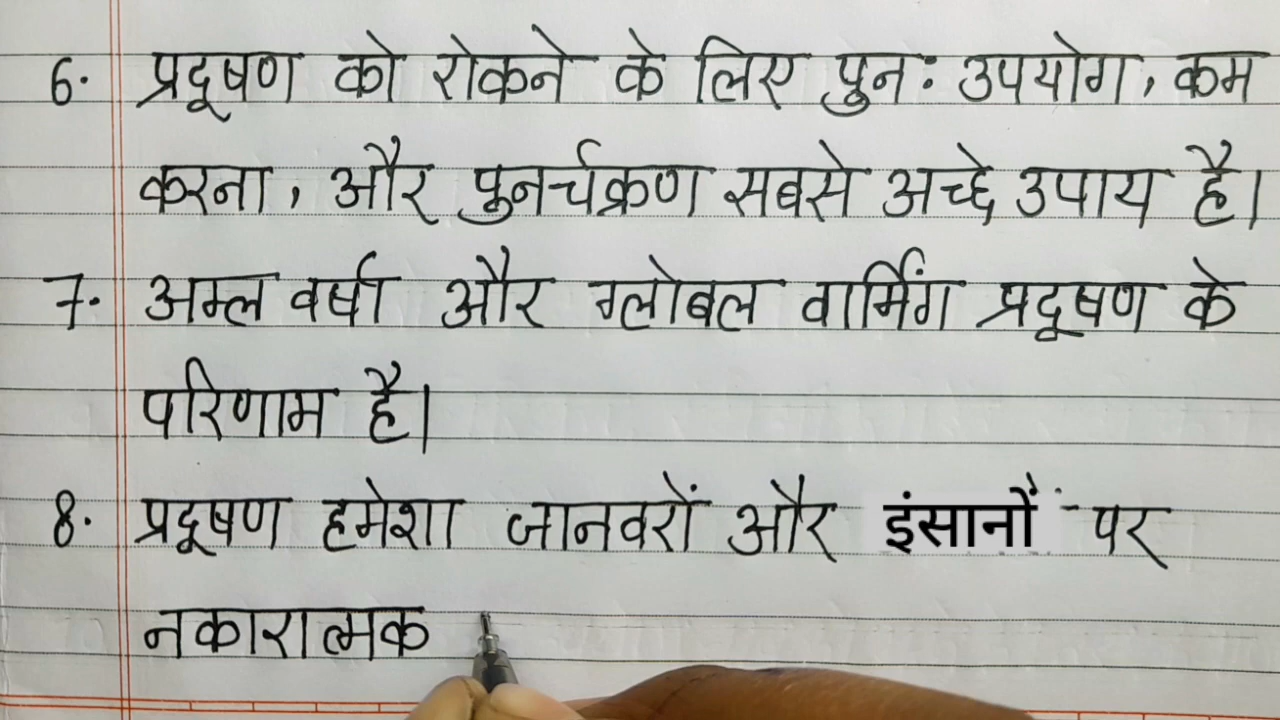 6. प्रदूषण को रोकने के लिए पुनः उपयोग, कम
करना, और पुनर्चक्रण सबसे अच्छे उपाय है।
7. अम्ल वर्षा और ग्लोबल वार्मिंग प्रदूषण के
परिणाम है।
8. प्रदूषण हमेशा जानवरों और इंसानों पर
नकारात्मक